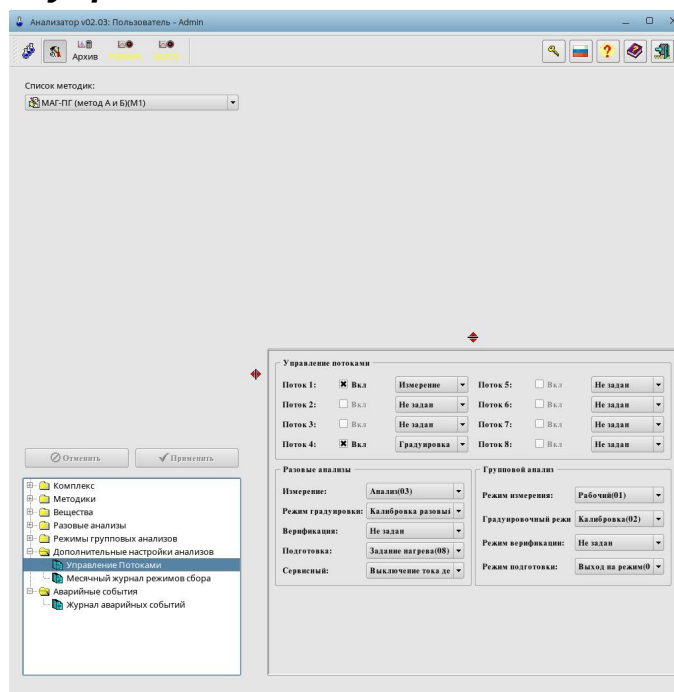 Анализатор v02.03: Пользователь - Admin
Архив
Список методик:
МАГ-ПГ (метод А и Б)(М1)
Отменить
Применить
Комплекс
Методики
Вещества
Разовые анализы
Режимы групповых анализов
Дополнительные настройки анализов
Управление Потоками
Месячный журнал режимов сбора
Аварийные события
Журнал аварийных событий
Управление потоками
Поток 1: Вкл Измерение Поток 5: Вкл Не задан
Поток 2: Вкл Не задан Поток 6: Вкл Не задан
Поток 3: Вкл Не задан Поток 7: Вкл Не задан
Поток 4: Вкл Градуировка Поток 8: Вкл Не задан
Разовые анализы
Измерение: Анализ(03)
Режим градуировки: Калибровка разовый
Верификация: Не задан
Подготовка: Задание нагрева(08)
Сервисный: Выключение тока де
Групповой анализ
Режим измерения: Рабочий(01)
Градуировочный режи Калибровка(02)
Режим верификации: Не задан
Режим подготовки: Выход на режим(0